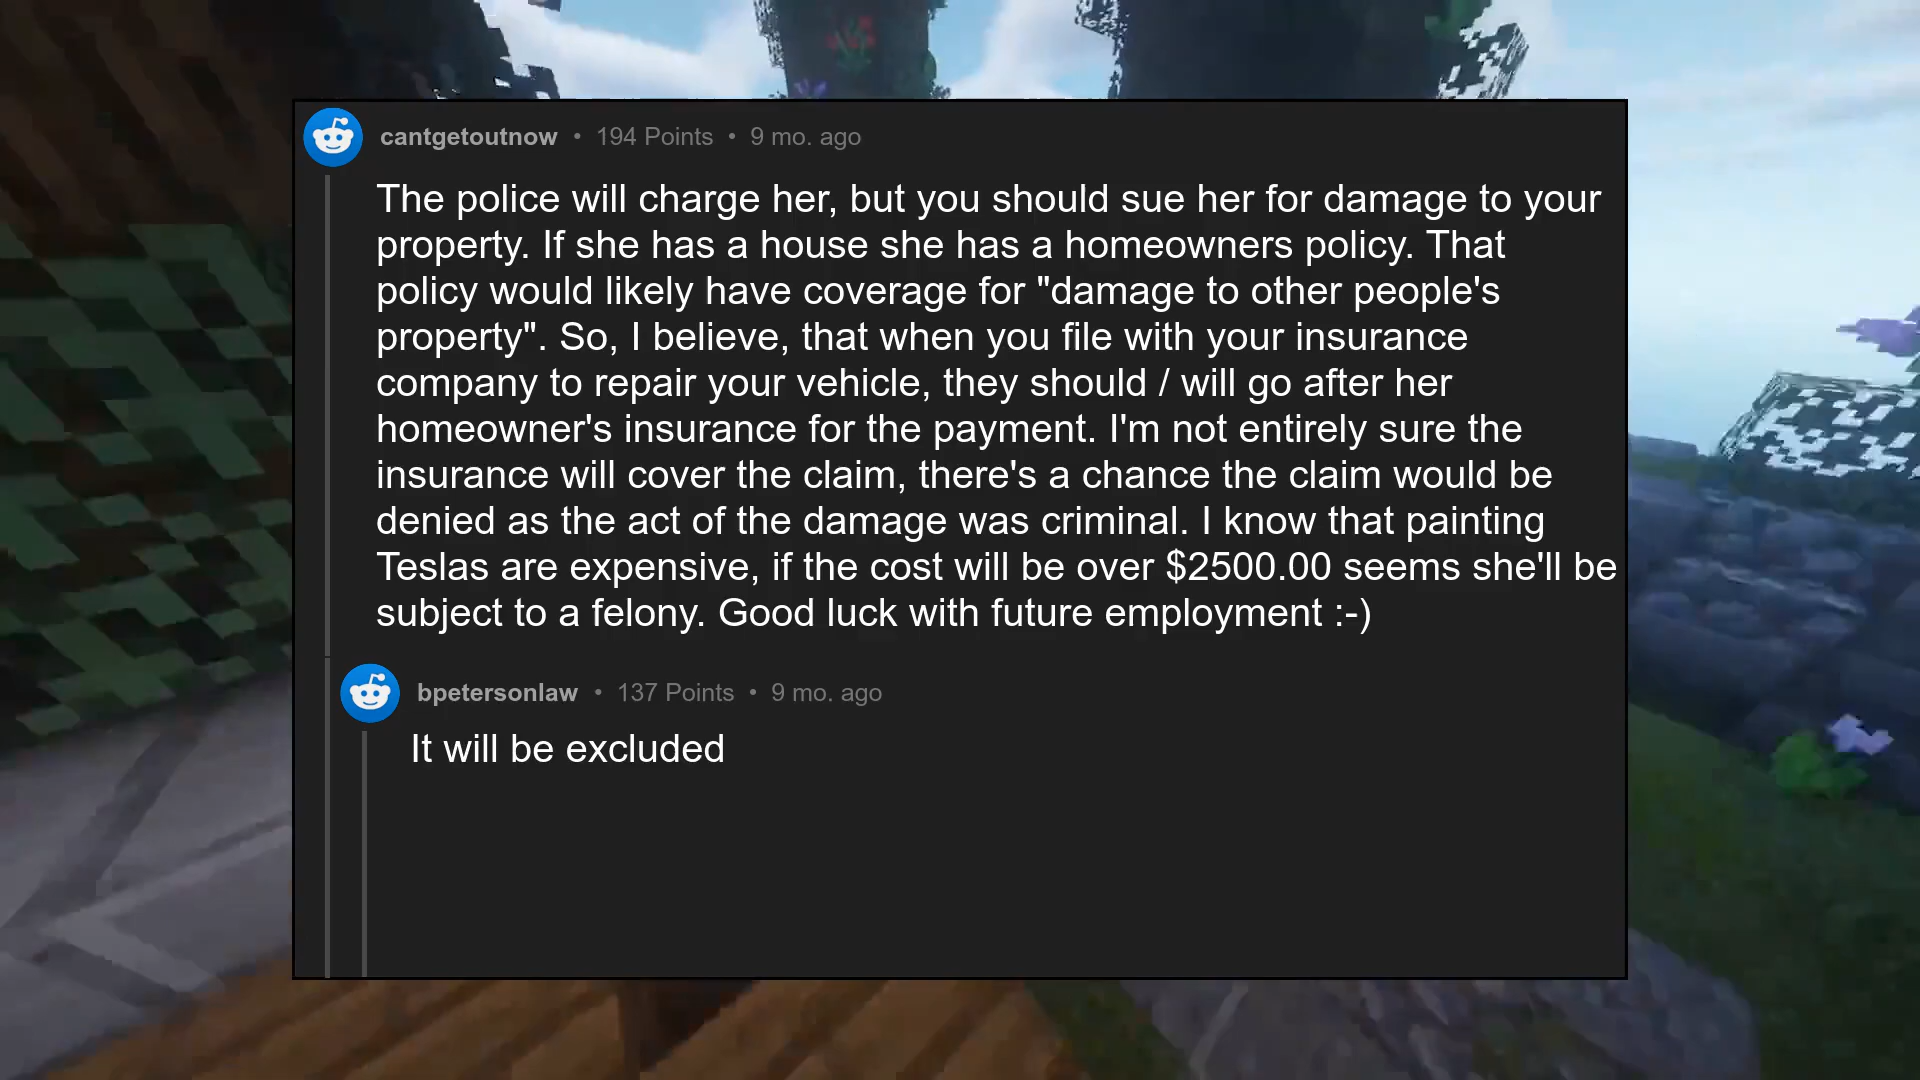 cantgetoutnow • 194 Points • 9 mo. ago
The police will charge her, but you should sue her for damage to your
property. If she has a house she has a homeowners policy. That
policy would likely have coverage for "damage to other people's
property". So, I believe, that when you file with your insurance
company to repair your vehicle, they should / will go after her
homeowner's insurance for the payment. I'm not entirely sure the
insurance will cover the claim, there's a chance the claim would be
denied as the act of the damage was criminal. I know that painting
Teslas are expensive, if the cost will be over $2500.00 seems she'll be
subject to a felony. Good luck with future employment :-)
bpetersonlaw • 137 Points • 9 mo. ago
It will be excluded